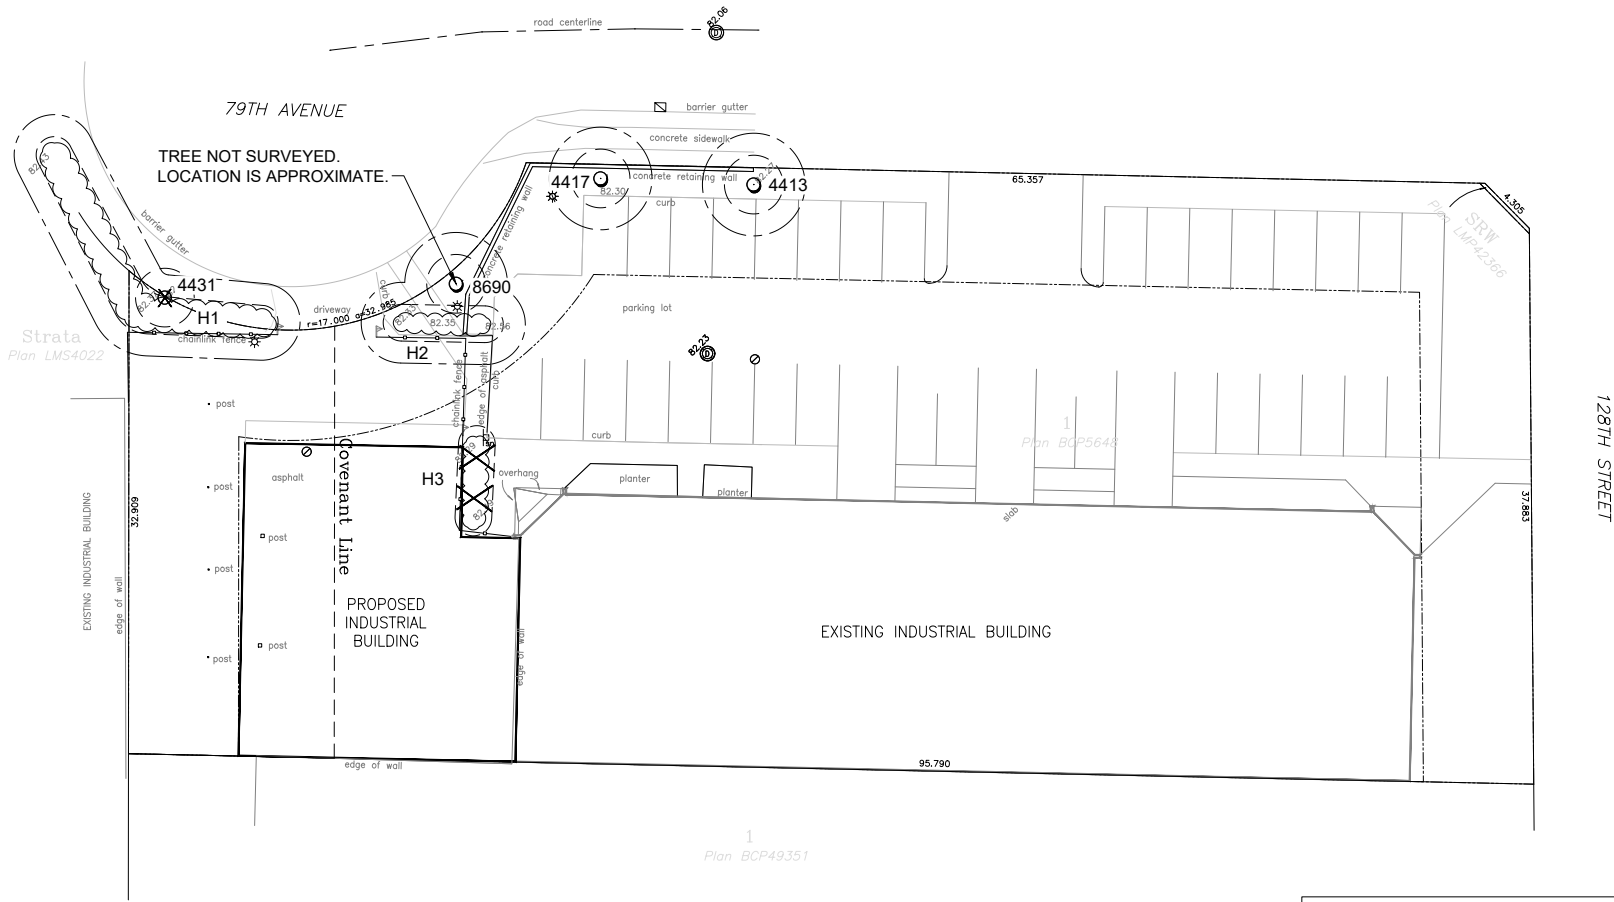 82.06
road centerline
79TH AVENUE
barrier gutter
concrete sidewalk
TREE NOT SURVEYED.
LOCATION IS APPROXIMATE.
82.43
4417
82.30
concrete retaining wall
4413
65.357
4.305
SRW
Plan LMP42366
curb
concrete retaining wall
barrier gutter
4431
H1
driveway
r=17.000 a=32.985
curb
8690
82.35
82.56
parking lot
82.23
Strata
Plan LMS4022
chainlink fence
H2
chainlink fence
edge of asphalt
curb
post
128TH STREET
1
Plan BCP5648
curb
Covenant Line
asphalt
H3
overhang
planter
planter
slab
37.883
32.909
EXISTING INDUSTRIAL BUILDING
edge of wall
post
post
post
post
post
PROPOSED
INDUSTRIAL
BUILDING
edge of wall
EXISTING INDUSTRIAL BUILDING
edge of wall
95.790
1
Plan BCP49351